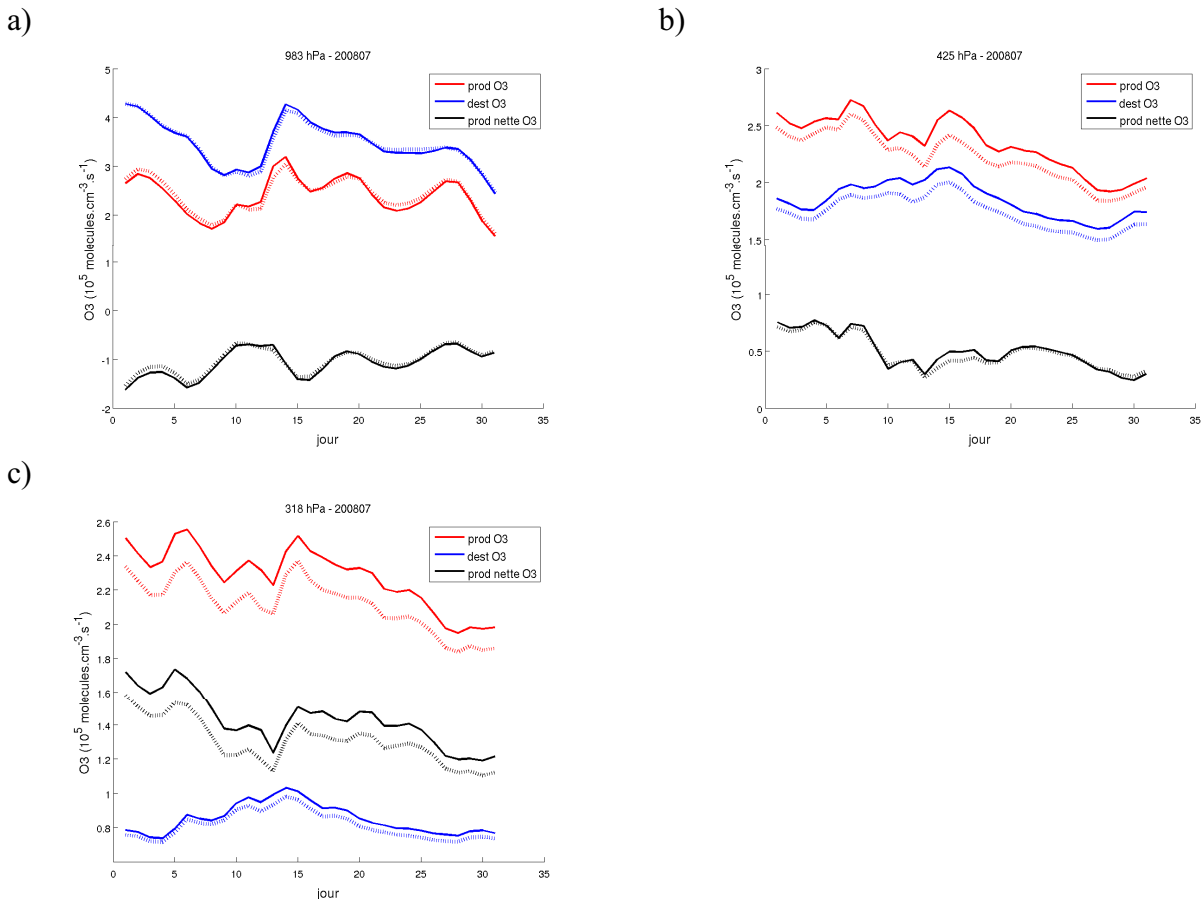 a)
983 hPa - 200807
5
4
3
2
1
0
-1
-2
0
5
10
15
20
25
30
35
O3 (10^5 molecules.cm^-3.s^-1)
jour
prod O3
dest O3
prod nette O3
b)
425 hPa - 200807
3
2.5
2
1.5
1
0.5
0
0
5
10
15
20
25
30
35
O3 (10^5 molecules.cm^-3.s^-1)
jour
prod O3
dest O3
prod nette O3
c)
318 hPa - 200807
2.6
2.4
2.2
2
1.8
1.6
1.4
1.2
1
0.8
0
5
10
15
20
25
30
35
O3 (10^5 molecules.cm^-3.s^-1)
jour
prod O3
dest O3
prod nette O3